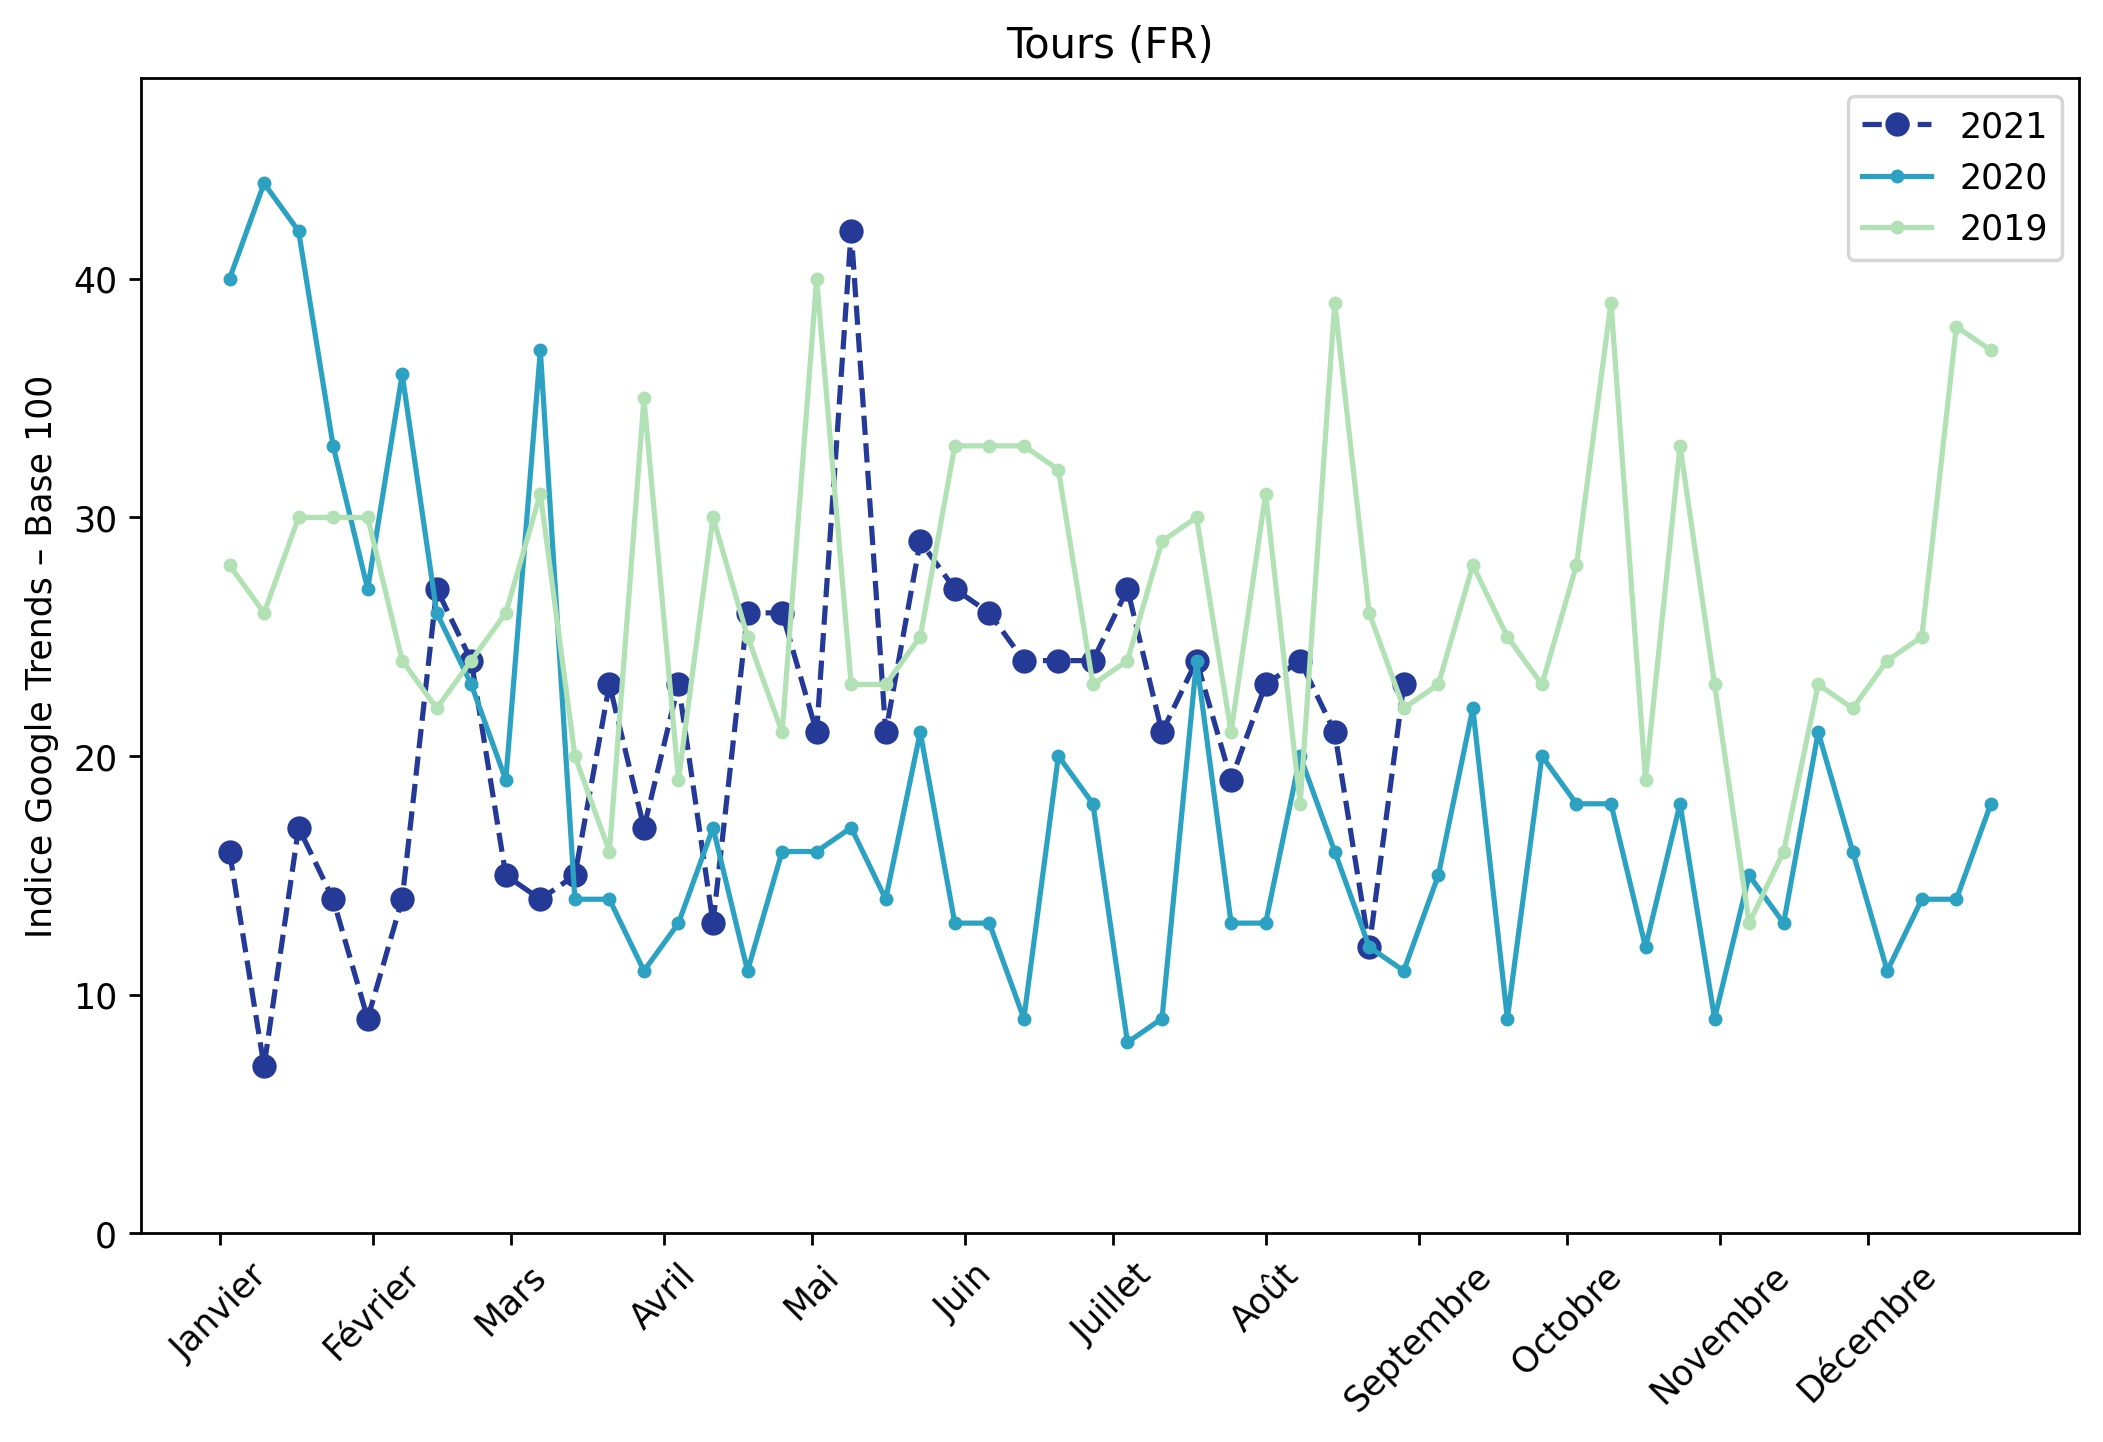 Tours (FR)
Indice Google Trends – Base 100
40
30
20
10
0
2021
2020
2019
Janvier
Février
Mars
Avril
Mai
Juin
Juillet
Août
Septembre
Octobre
Novembre
Décembre